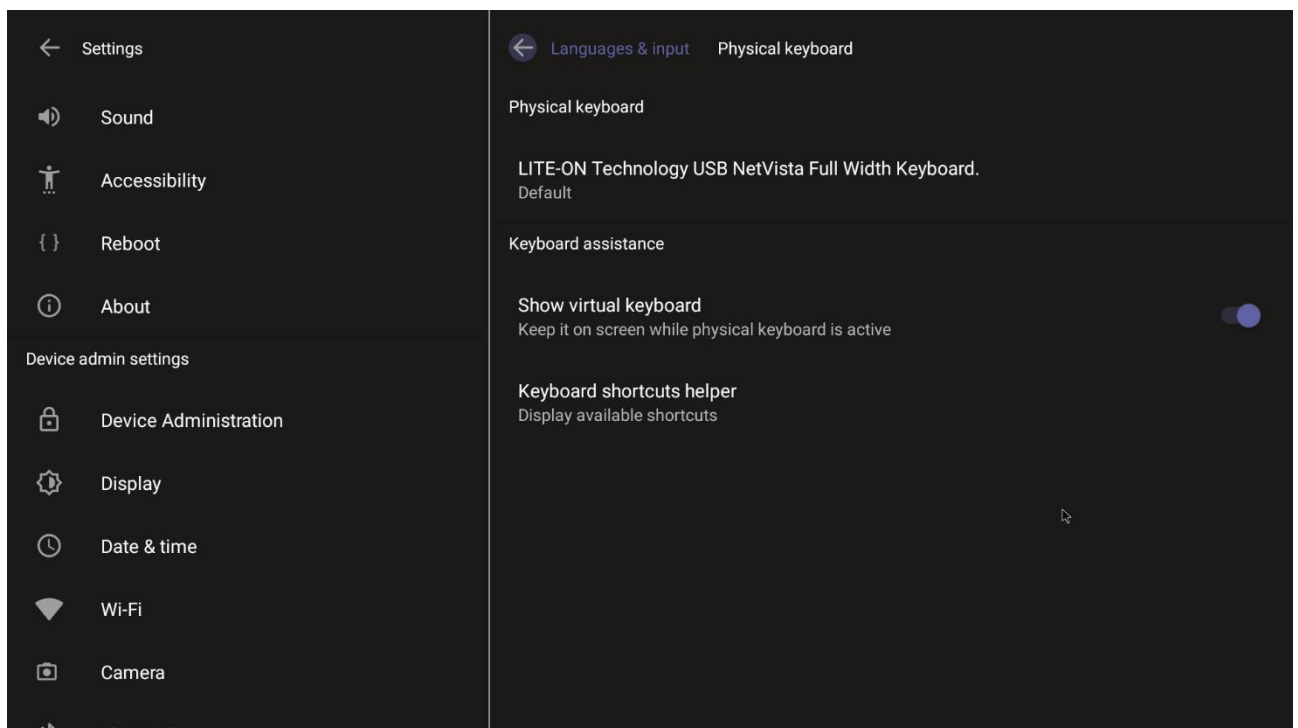 Settings
Sound
Accessibility
{ } Reboot
About
Device admin settings
Device Administration
Display
Date & time
Wi-Fi
Camera
Languages & input Physical keyboard
Physical keyboard
LITE-ON Technology USB NetVista Full Width Keyboard.
Default
Keyboard assistance
Show virtual keyboard
Keep it on screen while physical keyboard is active
Keyboard shortcuts helper
Display available shortcuts